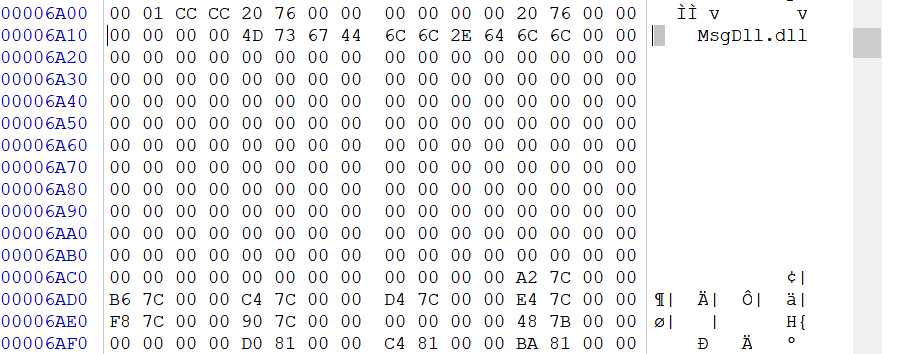 00006A00 00 01 CC CC 20 76 00 00 00 00 00 00 20 76 00 00 ÌÌ v v
00006A10 00 00 00 00 4D 73 67 44 6C 6C 2E 64 6C 6C 00 00 MsgDll.dll
00006A20 00 00 00 00 00 00 00 00 00 00 00 00 00 00 00 00
00006A30 00 00 00 00 00 00 00 00 00 00 00 00 00 00 00 00
00006A40 00 00 00 00 00 00 00 00 00 00 00 00 00 00 00 00
00006A50 00 00 00 00 00 00 00 00 00 00 00 00 00 00 00 00
00006A60 00 00 00 00 00 00 00 00 00 00 00 00 00 00 00 00
00006A70 00 00 00 00 00 00 00 00 00 00 00 00 00 00 00 00
00006A80 00 00 00 00 00 00 00 00 00 00 00 00 00 00 00 00
00006A90 00 00 00 00 00 00 00 00 00 00 00 00 00 00 00 00
00006AA0 00 00 00 00 00 00 00 00 00 00 00 00 00 00 00 00
00006AB0 00 00 00 00 00 00 00 00 00 00 00 00 00 00 00 00
00006AC0 00 00 00 00 00 00 00 00 00 00 00 00 A2 7C 00 00 ¢|
00006AD0 B6 7C 00 00 C4 7C 00 00 D4 7C 00 00 E4 7C 00 00 ¶| Ä| Ô| ä|
00006AE0 F8 7C 00 00 90 7C 00 00 00 00 00 00 48 7B 00 00 ø| | H{
00006AF0 00 00 00 00 D0 81 00 00 C4 81 00 00 BA 81 00 00 Ð Ä º